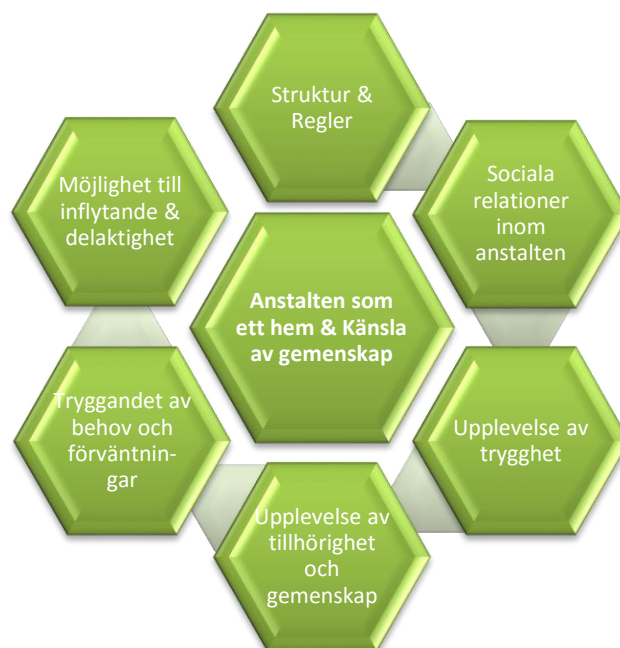 Struktur &
Regler
Sociala
relationer
inom
anstalten
Upplevelse av
trygghet
Upplevelse av
tillhörighet
och
gemenskap
Tryggandet av
behov och
förväntnin-
gar
Möjlighet till
inflytande &
delaktighet
Anstalten som
ett hem & Känsla
av gemenskap